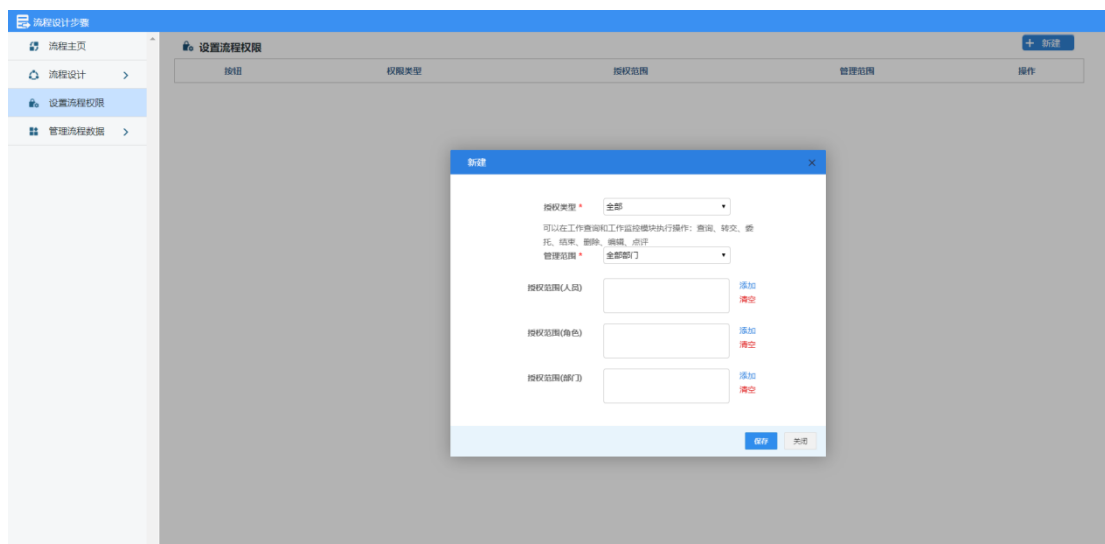 流程设计步骤
流程主页
设置流程权限
+ 新建
流程设计
按钮 权限类型 授权范围 管理范围 操作
设置流程权限
管理流程数据
新建
授权类型 * 全部
可以在工作查询和工作监控模块执行操作：查询、转交、委
托、结束、删除、编辑、点评
管理范围 * 全部部门
授权范围(人员) 添加
清空
授权范围(角色) 添加
清空
授权范围(部门) 添加
清空
保存 关闭